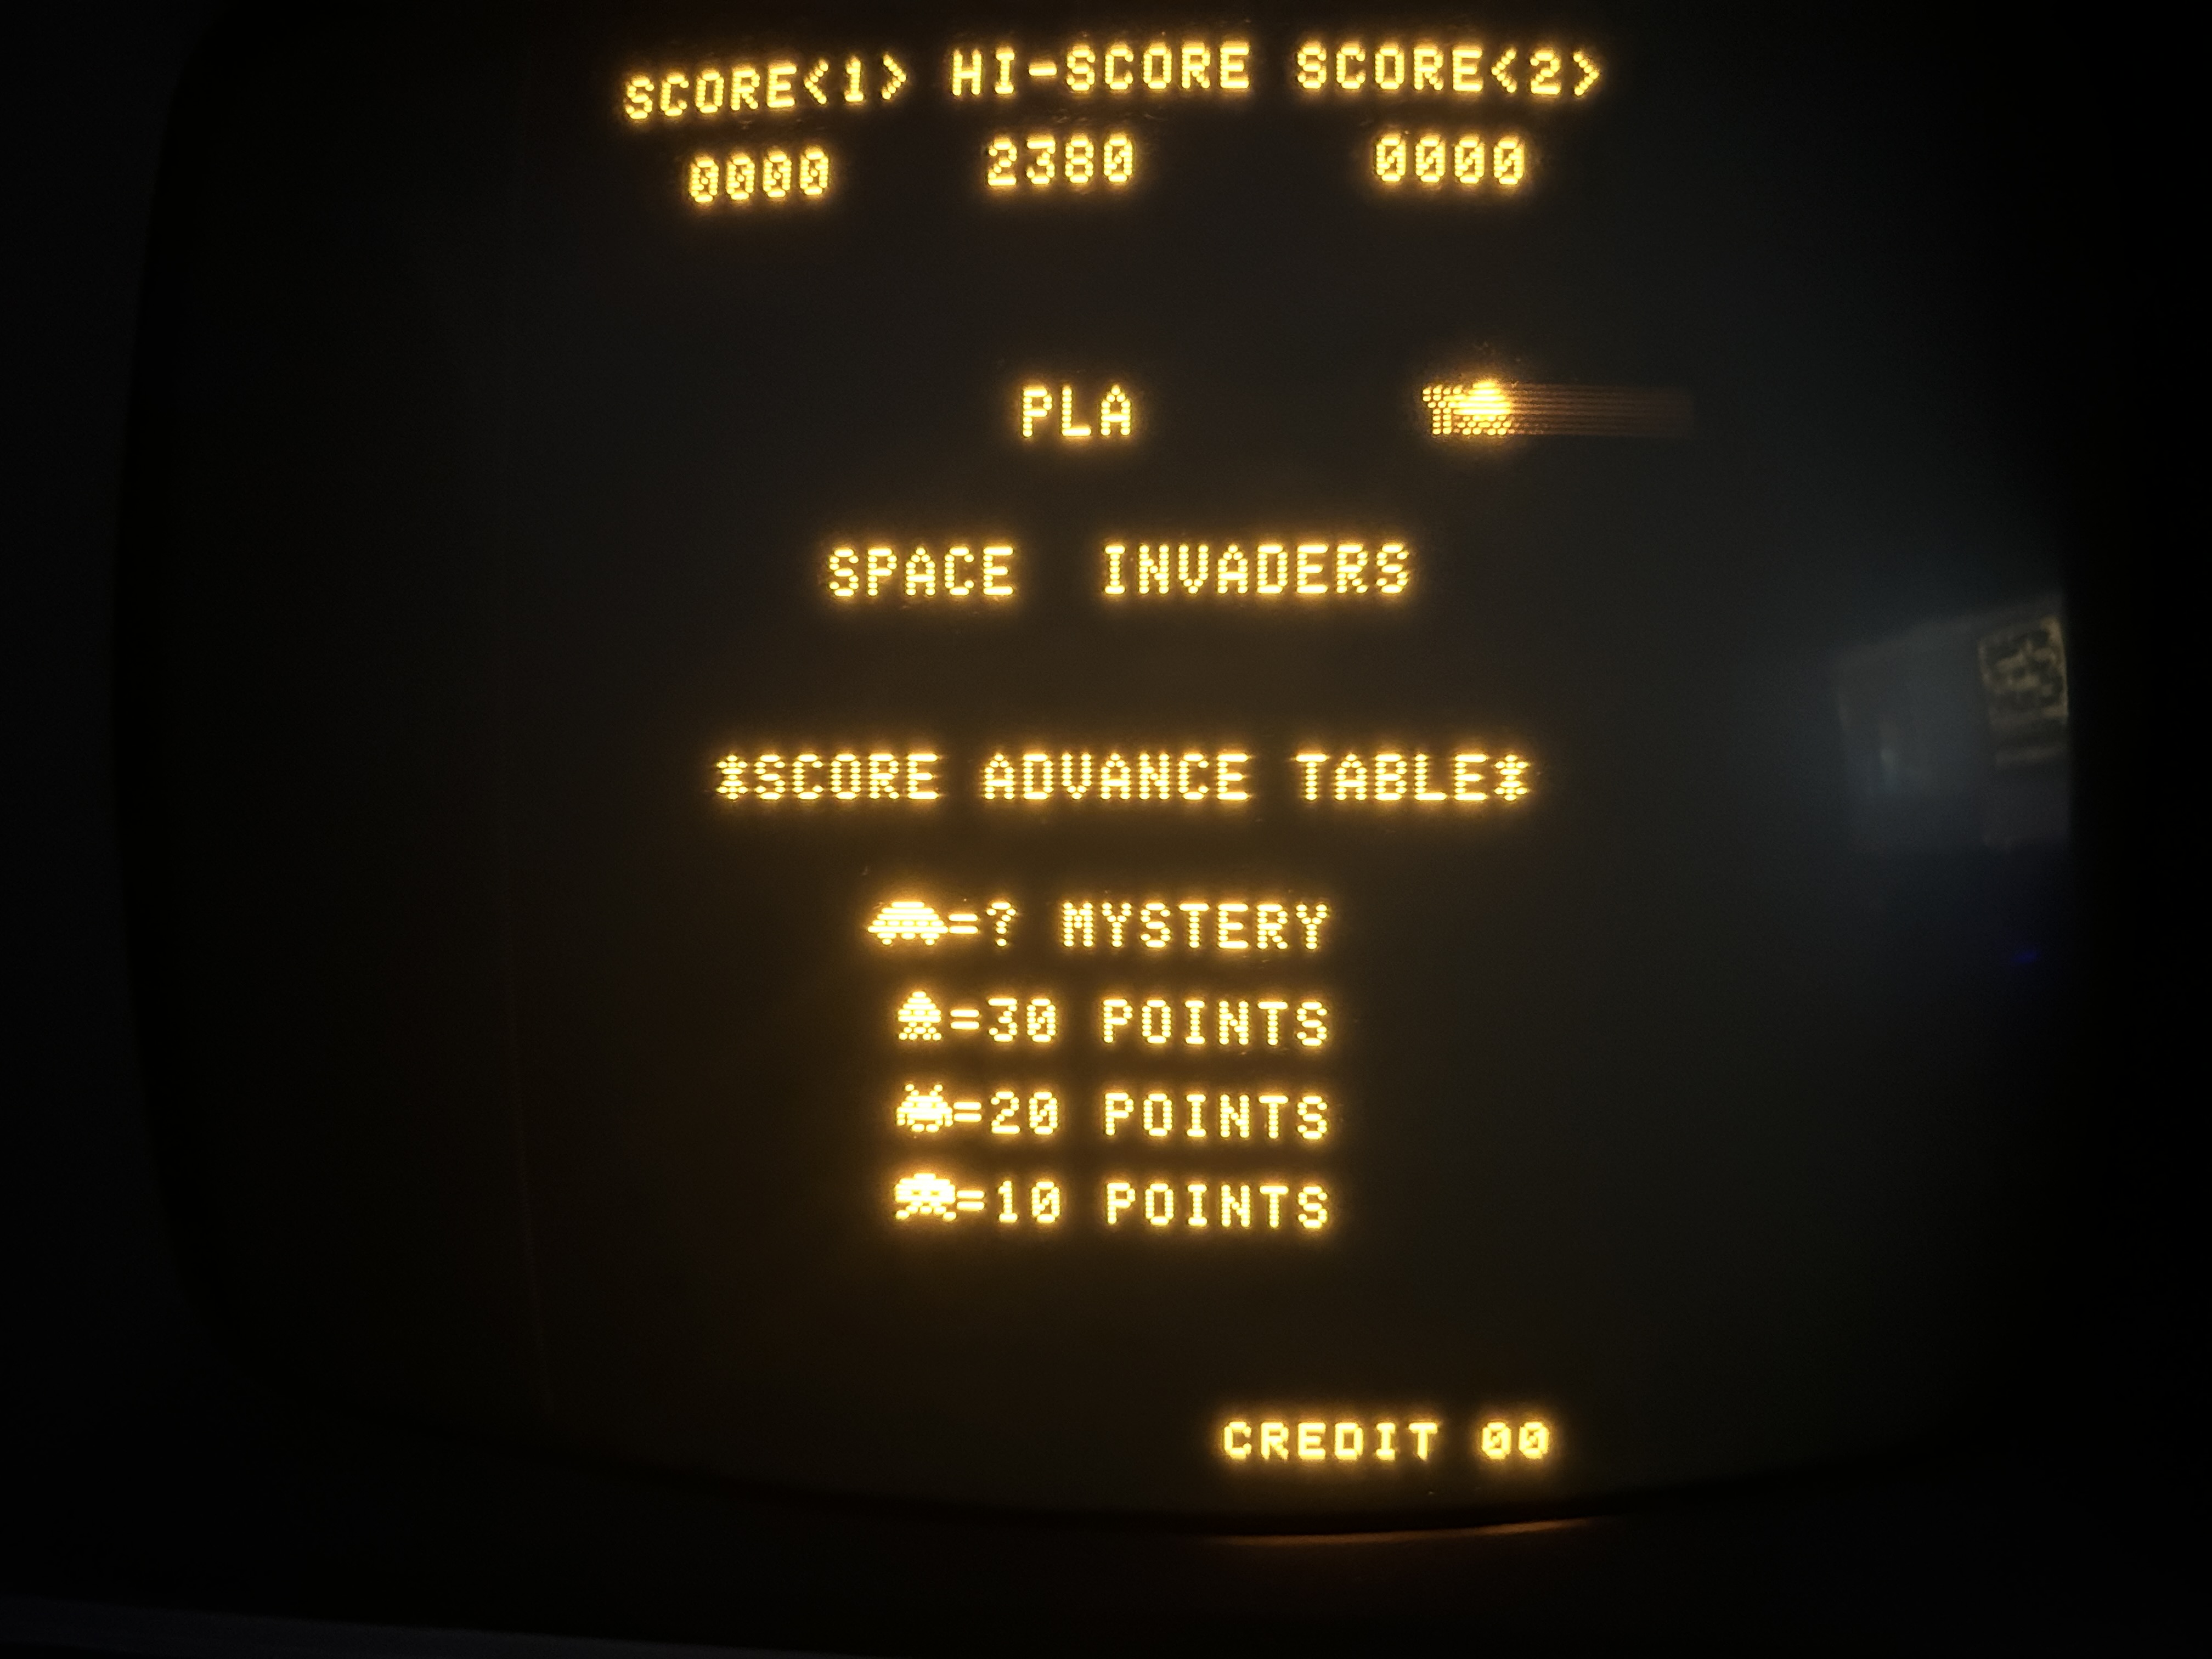 SCORE<1> HI-SCORE SCORE<2>
0000 2380 0000
PLA
SPACE INVADERS
*SCORE ADVANCE TABLE*
=? MYSTERY
=30 POINTS
=20 POINTS
=10 POINTS
CREDIT 00